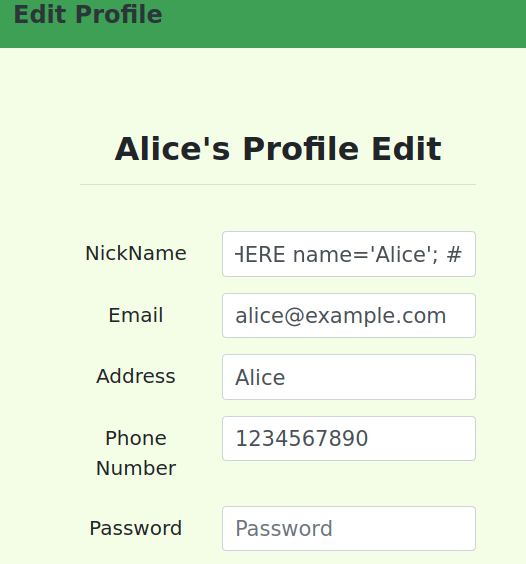 Edit Profile
Alice's Profile Edit
NickName
name='Alice'; #
Email
alice@example.com
Address
Alice
Phone
Number
1234567890
Password
Password